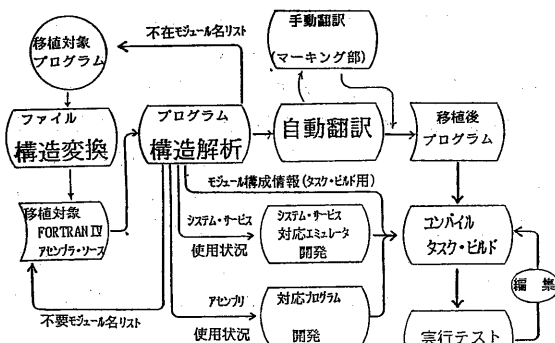 移植対象
プログラム
不在モジュール名リスト
手動翻訳
(マーキング部)
ファイル
構造変換
プログラム
構造解析
自動翻訳
移植後
プログラム
モジュール構成情報(タスク・ビルド用)
移植対象
FORTRAN IV
アセンブラ・ソース
システム・サービス
使用状況
システム・サービス
対応エミュレータ
開発
コンパイル
タスク・ビルド
編集
不要モジュール名リスト
アセンブリ
使用状況
対応プログラム
開発
実行テスト